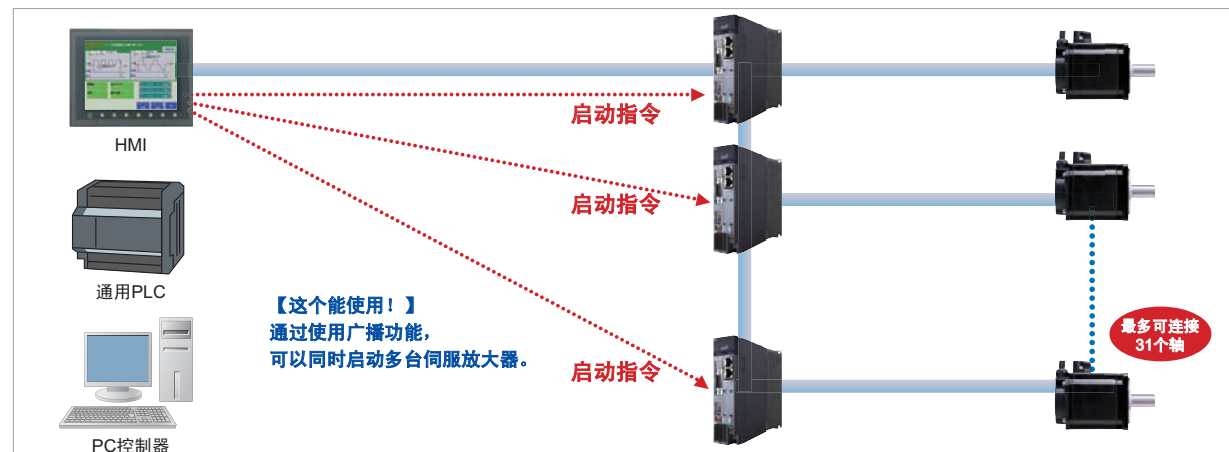 HMI
启动指令
启动指令
通用PLC
【这个能使用！】
通过使用广播功能，
可以同时启动多台伺服放大器。
最多可连接
31个轴
启动指令
PC控制器